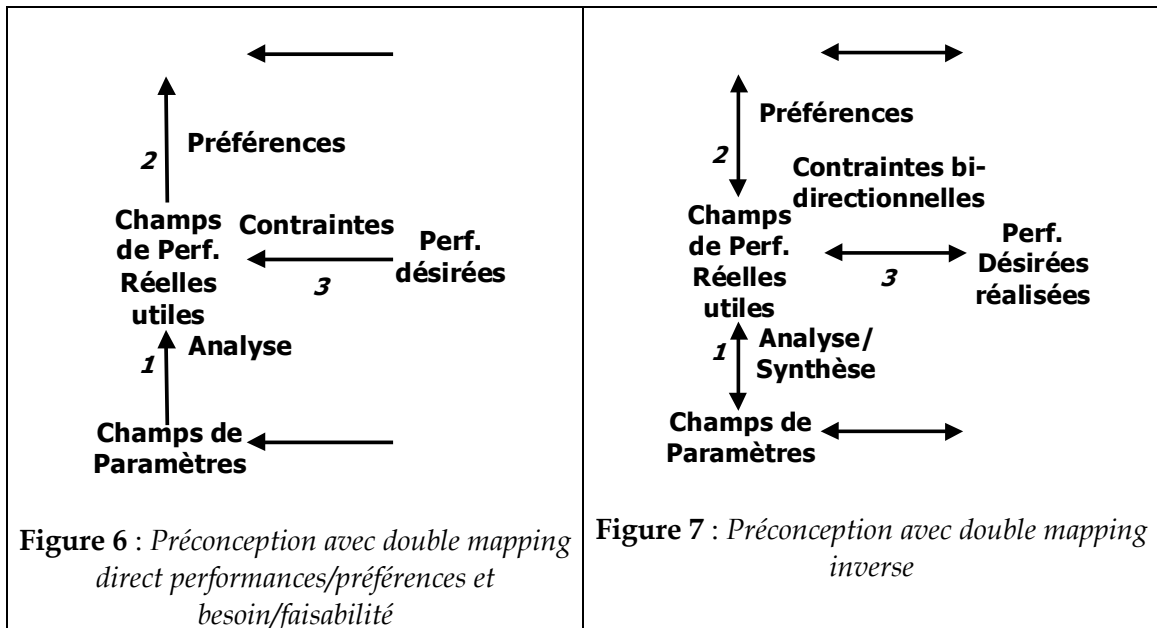 Préférences
2
Champs
de Perf.
Réelles
utiles
Contraintes
3
Perf.
désirées
1
Analyse
Champs de
Paramètres
Figure 6 : Préconception avec double mapping
direct performances/préférences et
besoin/faisabilité
Préférences
2
Contraintes bi-
directionnelles
Champs
de Perf.
Réelles
utiles
3
Perf.
Désirées
réalisées
1
Analyse/
Synthèse
Champs de
Paramètres
Figure 7 : Préconception avec double mapping
inverse